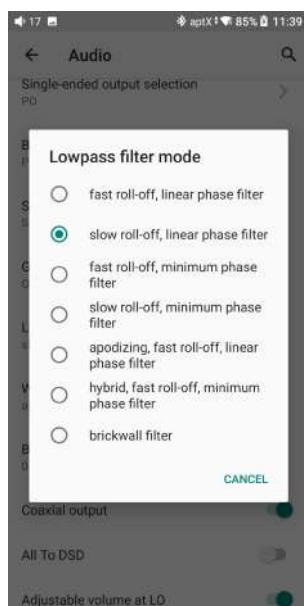 17 aptX 85% 11:39
Audio
Single-ended output selection
PO
Lowpass filter mode
fast roll-off, linear phase filter
slow roll-off, linear phase filter
fast roll-off, minimum phase
filter
slow roll-off, minimum phase
filter
apodizing, fast roll-off, linear
phase filter
hybrid, fast roll-off, minimum
phase filter
brickwall filter
CANCEL
Coaxial output
All To DSD
Adjustable volume at LO